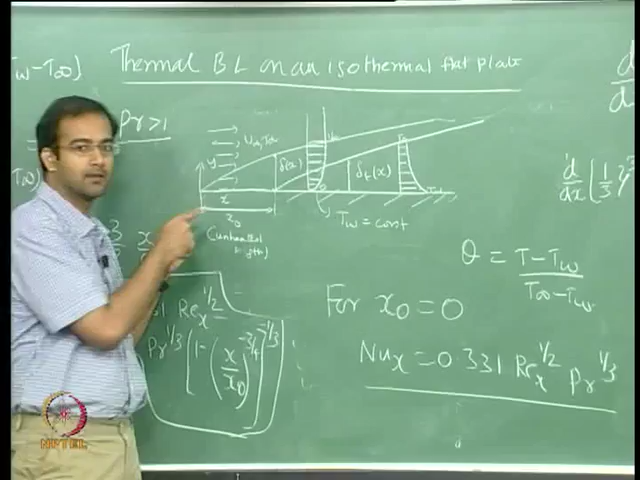 Tw-T∞)
Thermal BL on an isothermal flat plate
Pr>1
U∞,T∞
y
δ(x)
δt(x)
x
x0
(unheated
length)
Tw = const
d
d/dx (1/3
θ = T-Tw / T∞-Tw
For x0=0
Rex^1/2
Pr^1/3 [1-(x/x0)^-3/4]^-1/3
Nux = 0.331 Rex^1/2 Pr^1/3
NPTEL